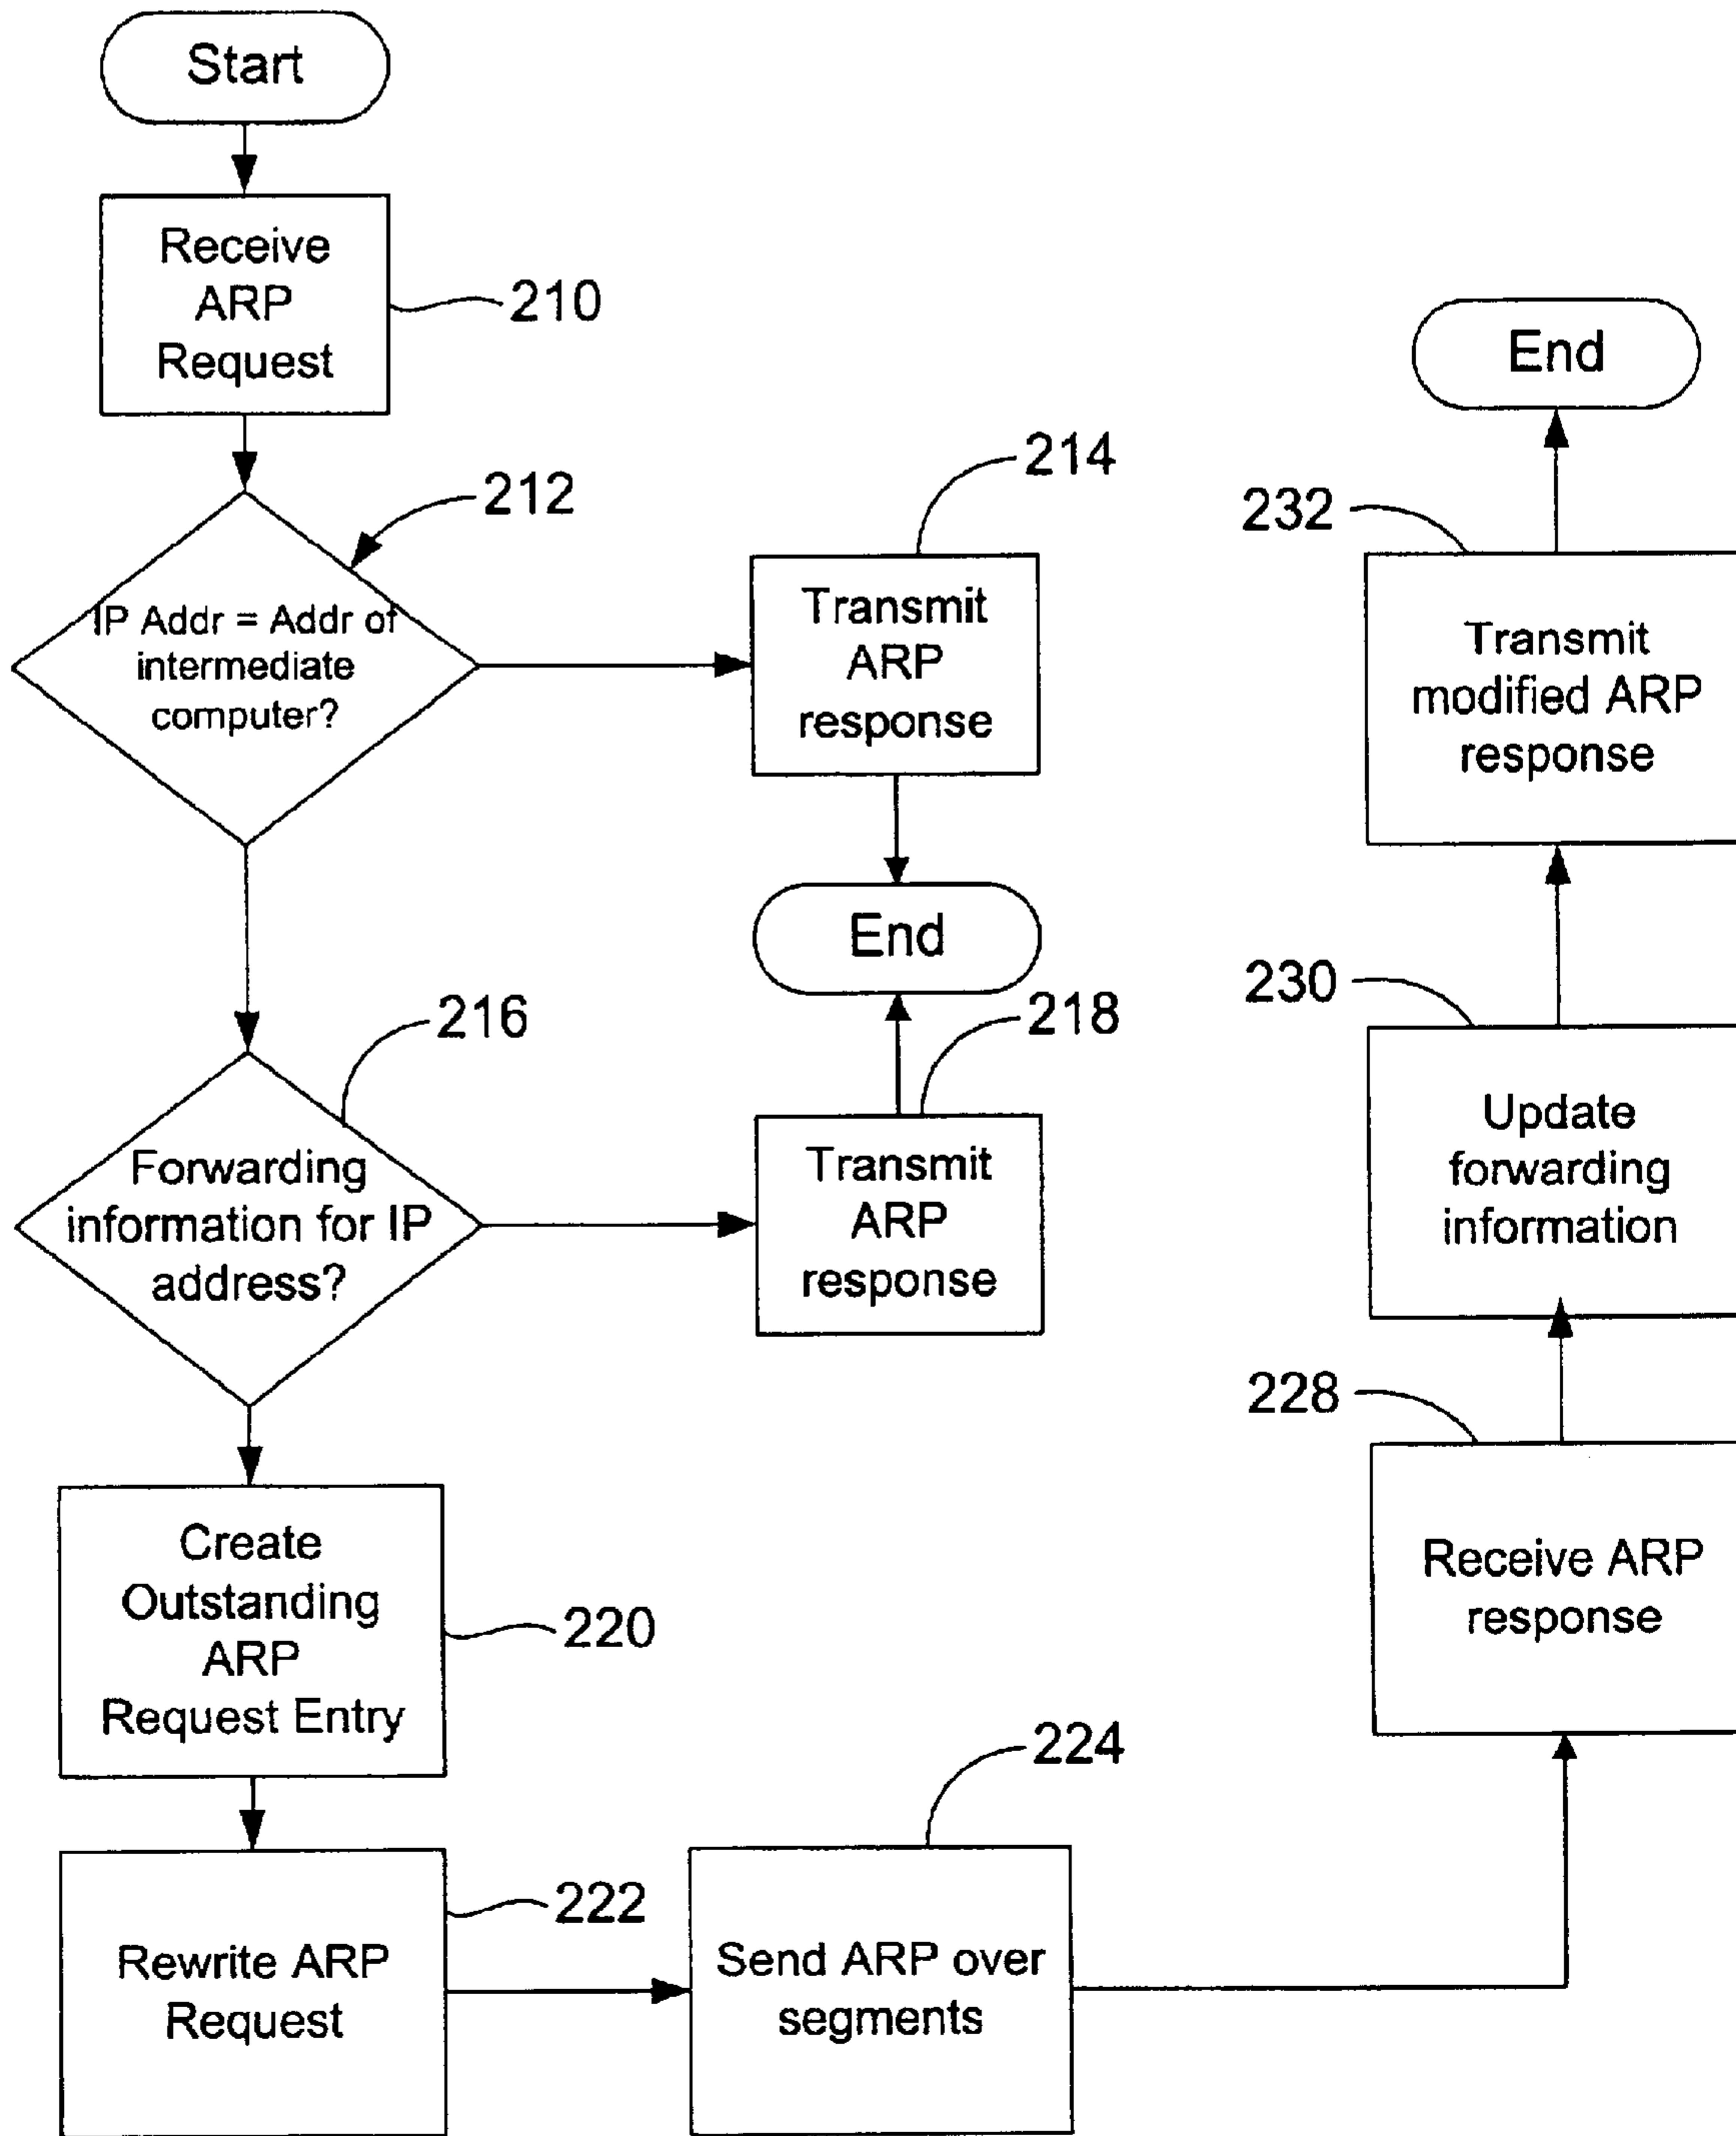 Start
Receive
ARP
Request
210
IP Addr = Addr of
intermediate
computer?
212
Transmit
ARP
response
214
End
Forwarding
information for IP
address?
216
Transmit
ARP
response
218
Create
Outstanding
ARP
Request Entry
220
Rewrite ARP
Request
222
Send ARP over
segments
224
Receive ARP
response
228
Update
forwarding
information
230
Transmit
modified ARP
response
232
End